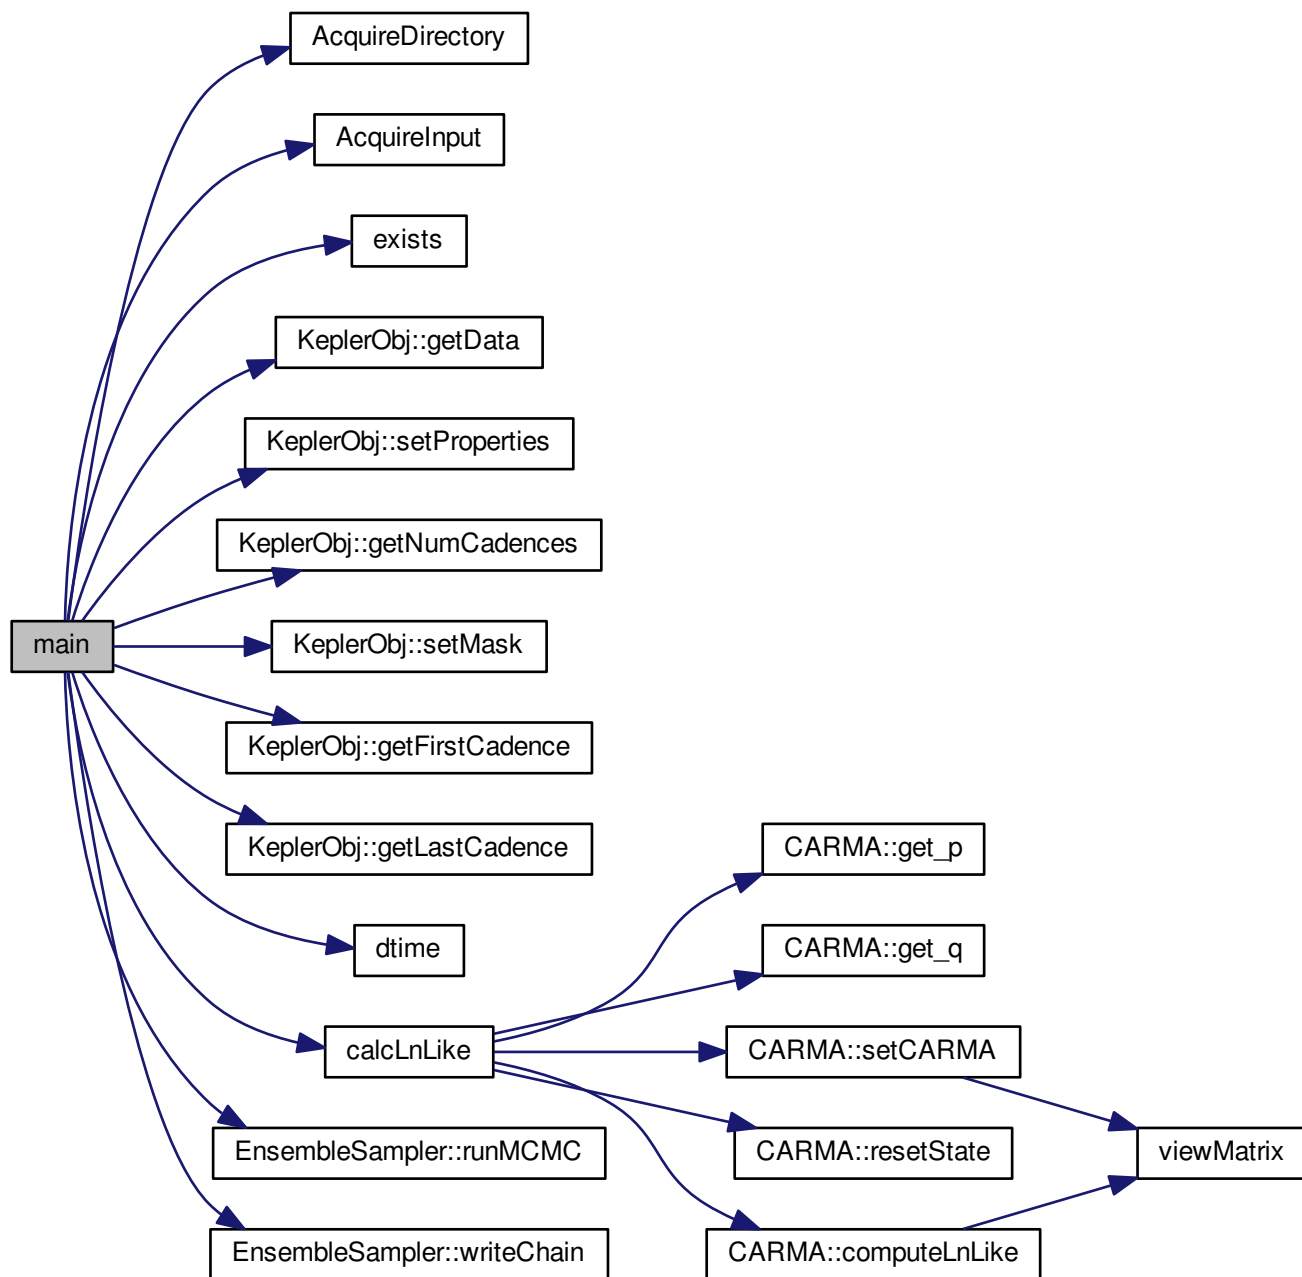 AcquireDirectory
AcquireInput
exists
KeplerObj::getData
KeplerObj::setProperties
KeplerObj::getNumCadences
main
KeplerObj::setMask
KeplerObj::getFirstCadence
KeplerObj::getLastCadence
CARMA::get_p
dtime
CARMA::get_q
calcLnLike
CARMA::setCARMA
EnsembleSampler::runMCMC
CARMA::resetState
viewMatrix
EnsembleSampler::writeChain
CARMA::computeLnLike